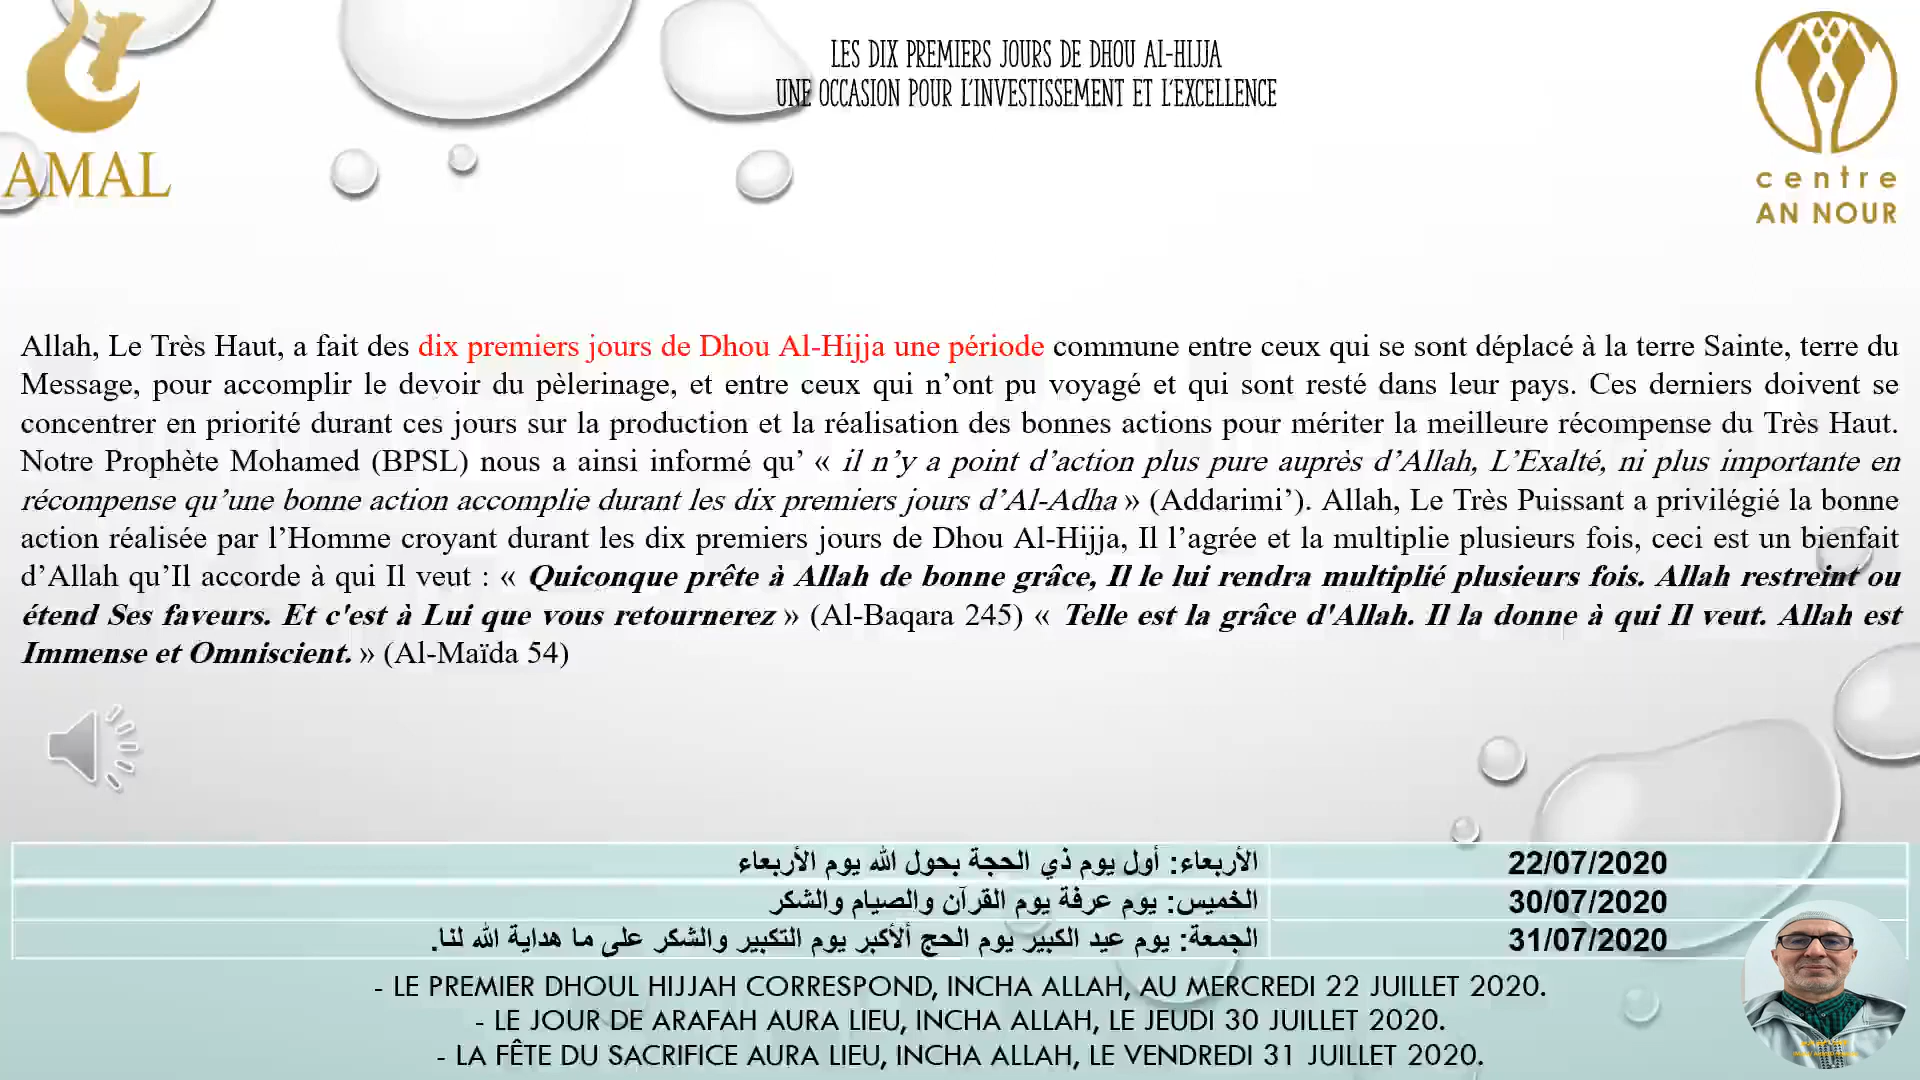 AMAL
LES DIX PREMIERS JOURS DE DHOU AL-HIJJA
UNE OCCASION POUR L'INVESTISSEMENT ET L'EXCELLENCE
centre
AN NOUR
Allah, Le Très Haut, a fait des dix premiers jours de Dhou Al-Hijja une période commune entre ceux qui se sont déplacé à la terre Sainte, terre du
Message, pour accomplir le devoir du pèlerinage, et entre ceux qui n’ont pu voyagé et qui sont resté dans leur pays. Ces derniers doivent se
concentrer en priorité durant ces jours sur la production et la réalisation des bonnes actions pour mériter la meilleure récompense du Très Haut.
Notre Prophète Mohamed (BPSL) nous a ainsi informé qu’ « il n’y a point d’action plus pure auprès d’Allah, L’Exalté, ni plus importante en
récompense qu’une bonne action accomplie durant les dix premiers jours d’Al-Adha » (Addarimi’). Allah, Le Très Puissant a privilégié la bonne
action réalisée par l’Homme croyant durant les dix premiers jours de Dhou Al-Hijja, Il l’agrée et la multiplie plusieurs fois, ceci est un bienfait
d’Allah qu’Il accorde à qui Il veut : « Quiconque prête à Allah de bonne grâce, Il le lui rendra multiplié plusieurs fois. Allah restreint ou
étend Ses faveurs. Et c'est à Lui que vous retournerez » (Al-Baqara 245) « Telle est la grâce d'Allah. Il la donne à qui Il veut. Allah est
Immense et Omniscient. » (Al-Maïda 54)
الأربعاء: أول يوم ذي الحجة بحول الله يوم الأربعاء 22/07/2020
الخميس: يوم عرفة يوم القرآن والصيام والشكر 30/07/2020
الجمعة: يوم عيد الكبير يوم الحج ألأكبر يوم التكبير والشكر على ما هداية الله لنا. 31/07/2020
- LE PREMIER DHOUL HIJJAH CORRESPOND, INCHA ALLAH, AU MERCREDI 22 JUILLET 2020.
- LE JOUR DE ARAFAH AURA LIEU, INCHA ALLAH, LE JEUDI 30 JUILLET 2020.
- LA FÊTE DU SACRIFICE AURA LIEU, INCHA ALLAH, LE VENDREDI 31 JUILLET 2020.